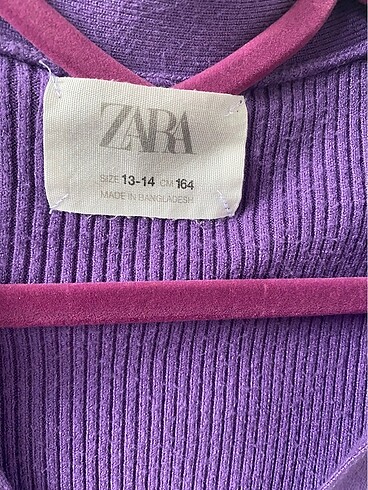 ZARA
SIZE 13-14 CM 164
MADE IN BANGLADESH